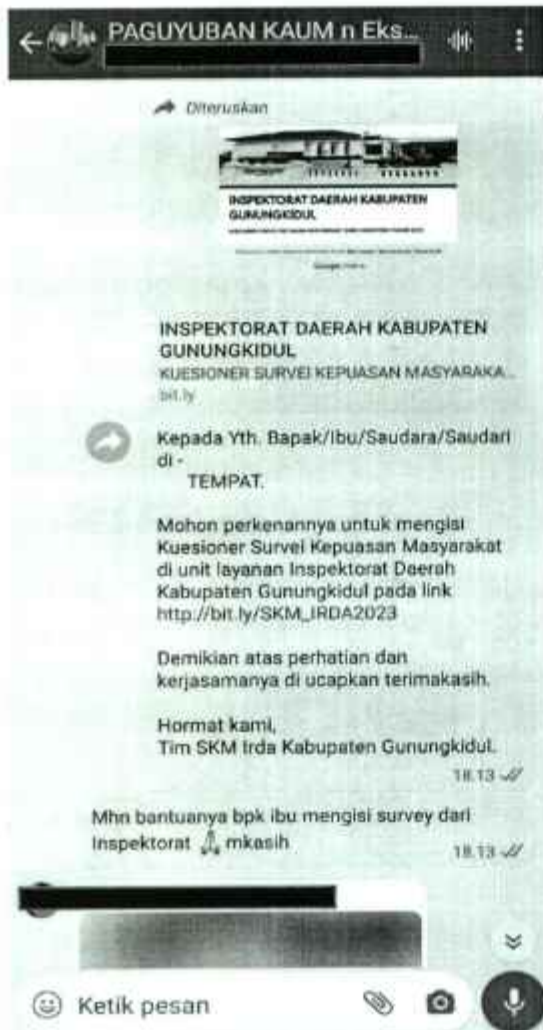 PAGUYUBAN KAUM n Eks...
Diteruskan
INSPEKTORAT DAERAH KABUPATEN
GUNUNGKIDUL
INSPEKTORAT DAERAH KABUPATEN
GUNUNGKIDUL
KUESIONER SURVEI KEPUASAN MASYARAKA...
bit.ly
Kepada Yth. Bapak/Ibu/Saudara/Saudari
di -
TEMPAT.
Mohon perkenannya untuk mengisi
Kuesioner Survei Kepuasan Masyarakat
di unit layanan Inspektorat Daerah
Kabupaten Gunungkidul pada link
http://bit.ly/SKM_IRDA2023
Demikian atas perhatian dan
kerjasamanya di ucapkan terimakasih.
Hormat kami,
Tim SKM Irda Kabupaten Gunungkidul.
18.13
Mhn bantuanya bpk ibu mengisi survey dari
Inspektorat 🙏 mkasih
18.13
Ketik pesan